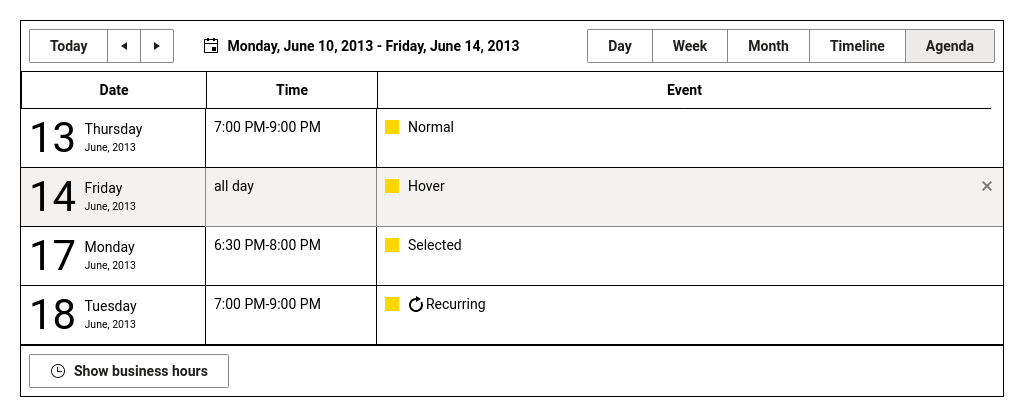 Today Monday, June 10, 2013 - Friday, June 14, 2013 Day Week Month Timeline Agenda
Date Time Event
13 Thursday 7:00 PM-9:00 PM Normal
June, 2013
14 Friday all day Hover
June, 2013
17 Monday 6:30 PM-8:00 PM Selected
June, 2013
18 Tuesday 7:00 PM-9:00 PM Recurring
June, 2013
Show business hours